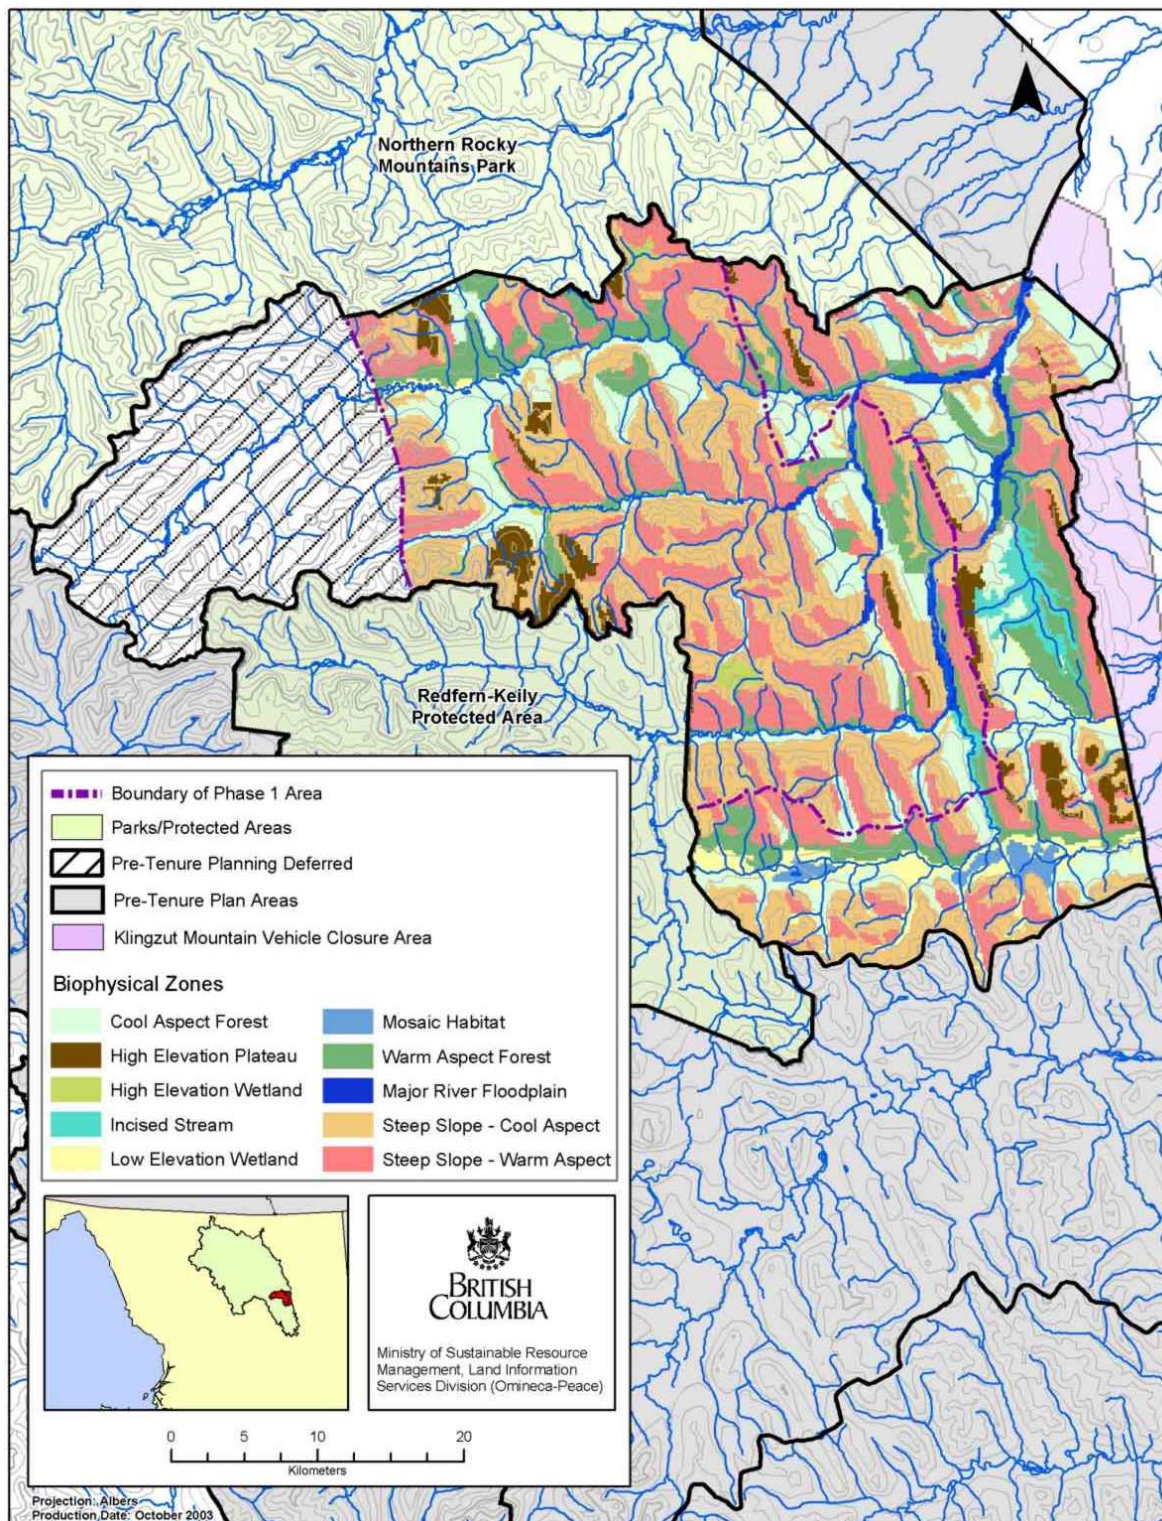 N
Northern Rocky
Mountains Park
Redfern-Keily
Protected Area
Boundary of Phase 1 Area
Parks/Protected Areas
Pre-Tenure Planning Deferred
Pre-Tenure Plan Areas
Klingzut Mountain Vehicle Closure Area
Biophysical Zones
Cool Aspect Forest
High Elevation Plateau
High Elevation Wetland
Incised Stream
Low Elevation Wetland
Mosaic Habitat
Warm Aspect Forest
Major River Floodplain
Steep Slope - Cool Aspect
Steep Slope - Warm Aspect
BRITISH
COLUMBIA
Ministry of Sustainable Resource
Management, Land Information
Services Division (Omineca-Peace)
0 5 10 20
Kilometers
Projection: Albers
Production Date: October 2003